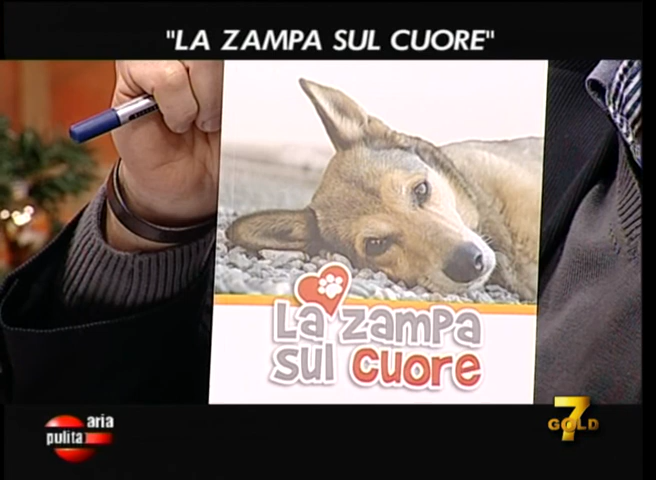 "LA ZAMPA SUL CUORE"
La zampa
sul cuore
aria
pulita
7
GOLD